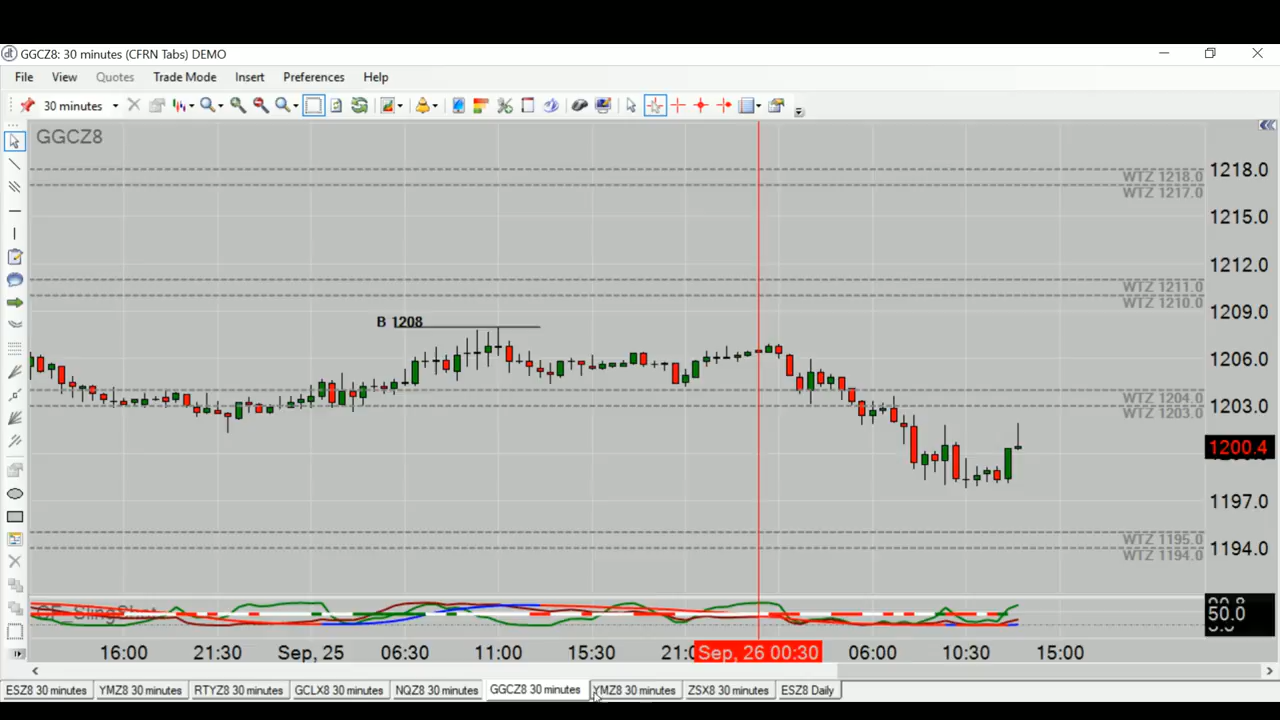 GGCZ8: 30 minutes (CFRN Tabs) DEMO
File View Quotes Trade Mode Insert Preferences Help
30 minutes
GGCZ8
1218.0
WTZ 1218.0
WTZ 1217.0
1215.0
1212.0
WTZ 1211.0
WTZ 1210.0
1209.0
B 1208
1206.0
WTZ 1204.0
1203.0
WTZ 1203.0
1200.4
1197.0
WTZ 1195.0
1194.0
WTZ 1194.0
SlingShot
50.0
16:00 21:30 Sep, 25 06:30 11:00 15:30 Sep, 26 00:30 06:00 10:30 15:00
ESZ8 30 minutes YMZ8 30 minutes RTYZ8 30 minutes GCLX8 30 minutes NQZ8 30 minutes GGCZ8 30 minutes YMZ8 30 minutes ZSX8 30 minutes ESZ8 Daily